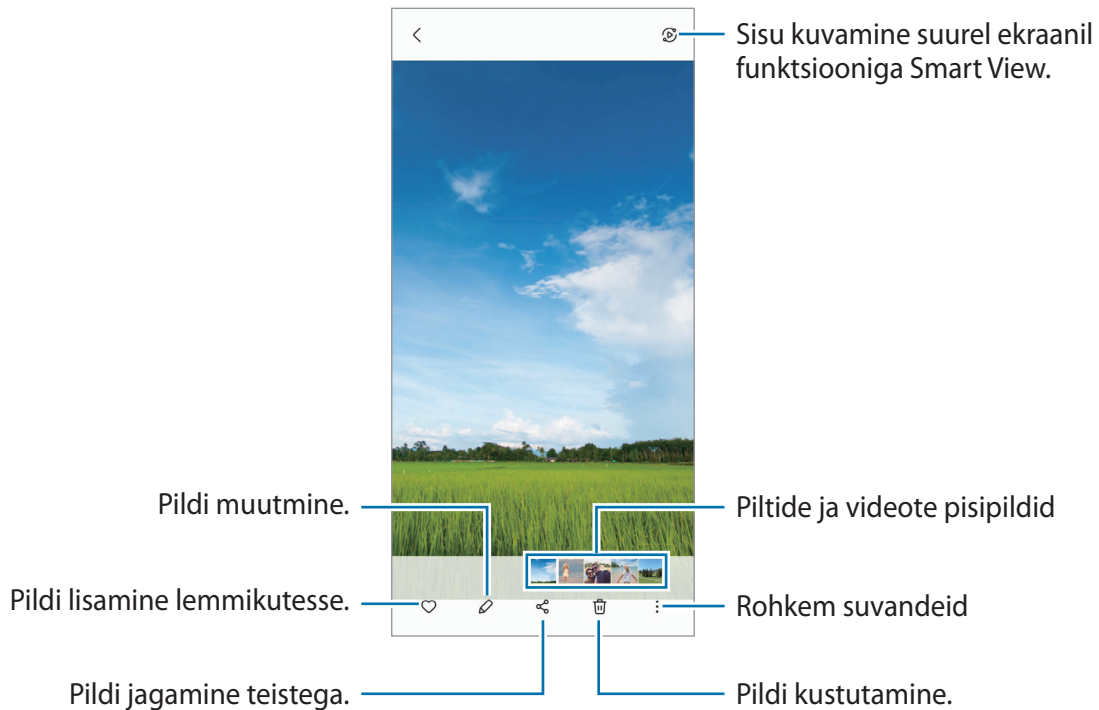 Sisu kuvamine suurel ekraanil
funktsiooniga Smart View.
Pildi muutmine.
Piltide ja videote pisipildid
Pildi lisamine lemmikutesse.
Rohkem suvandeid
Pildi jagamine teistega.
Pildi kustutamine.